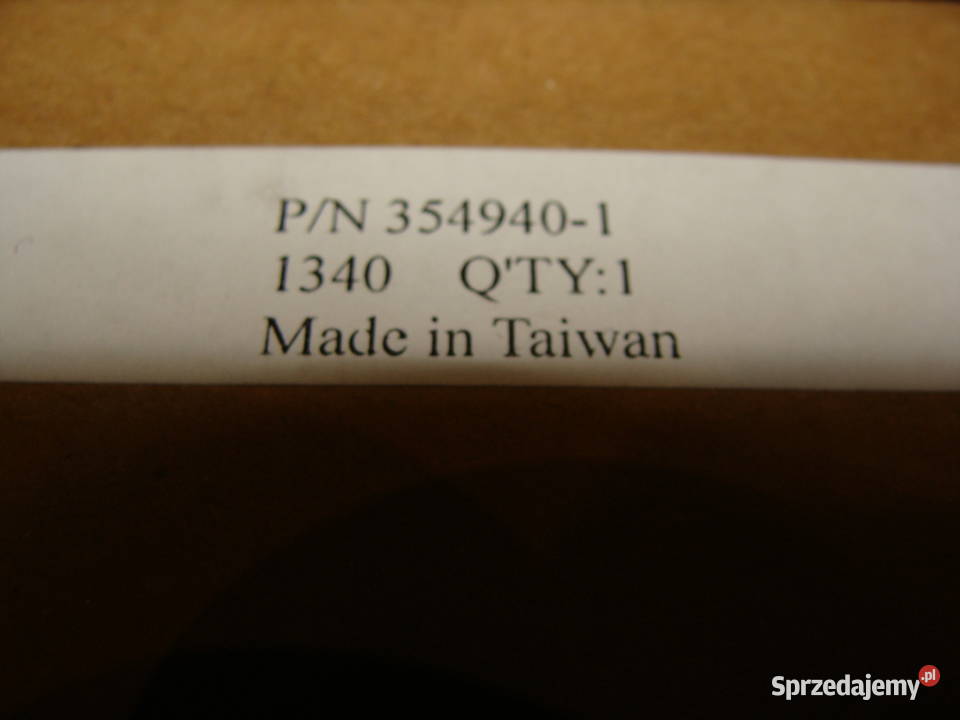 P/N 354940-1
1340 Q'TY:1
Made in Taiwan
Sprzedajemy.pl